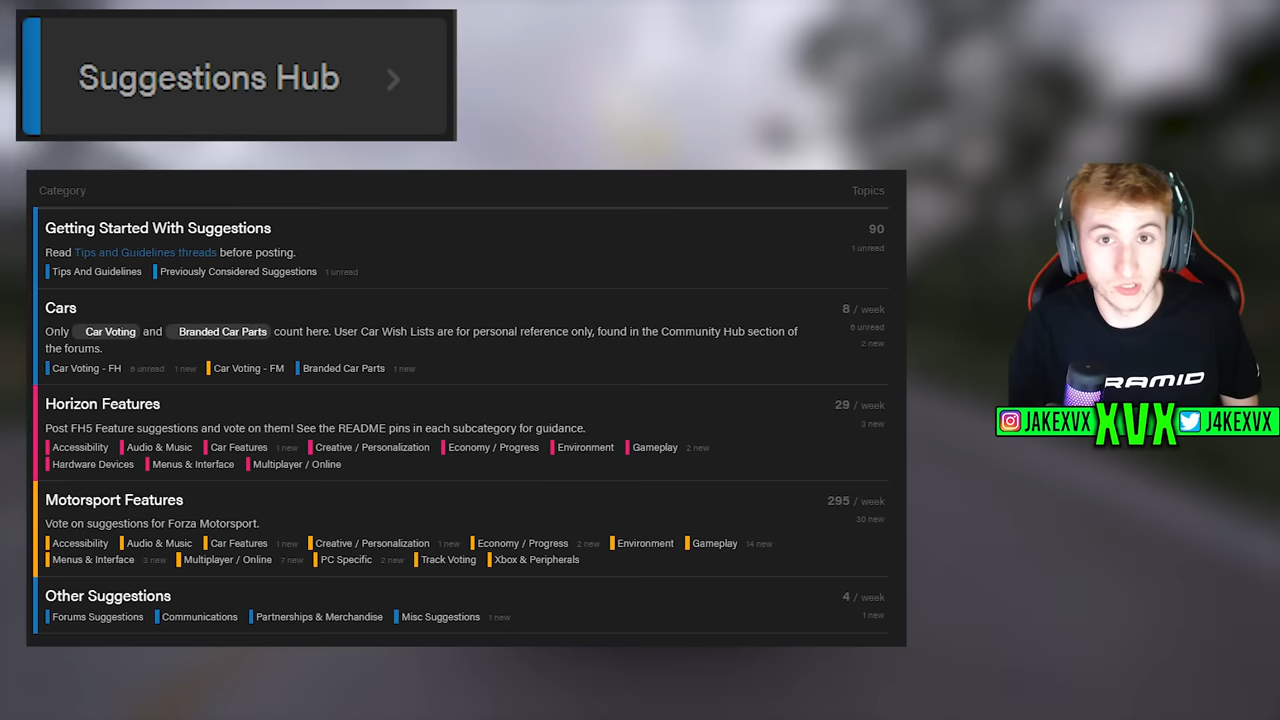 Suggestions Hub
Category
Topics
Getting Started With Suggestions
90
Read Tips and Guidelines threads before posting.
1 unread
Tips And Guidelines Previously Considered Suggestions 1 unread
Cars
8 / week
Only Car Voting and Branded Car Parts count here. User Car Wish Lists are for personal reference only, found in the Community Hub section of
6 unread
the forums.
2 new
Car Voting - FH 6 unread 1 new Car Voting - FM Branded Car Parts 1 new
Horizon Features
29 / week
Post FH5 Feature suggestions and vote on them! See the README pins in each subcategory for guidance.
3 new
Accessibility Audio & Music Car Features 1 new Creative / Personalization Economy / Progress Environment Gameplay 2 new
Hardware Devices Menus & Interface Multiplayer / Online
Motorsport Features
295 / week
Vote on suggestions for Forza Motorsport.
30 new
Accessibility Audio & Music Car Features 1 new Creative / Personalization 1 new Economy / Progress 2 new Environment Gameplay 14 new
Menus & Interface 3 new Multiplayer / Online 7 new PC Specific 2 new Track Voting Xbox & Peripherals
Other Suggestions
4 / week
Forums Suggestions Communications Partnerships & Merchandise Misc Suggestions 1 new
1 new
RAMID
JAKEXVX XVX J4KEXVX